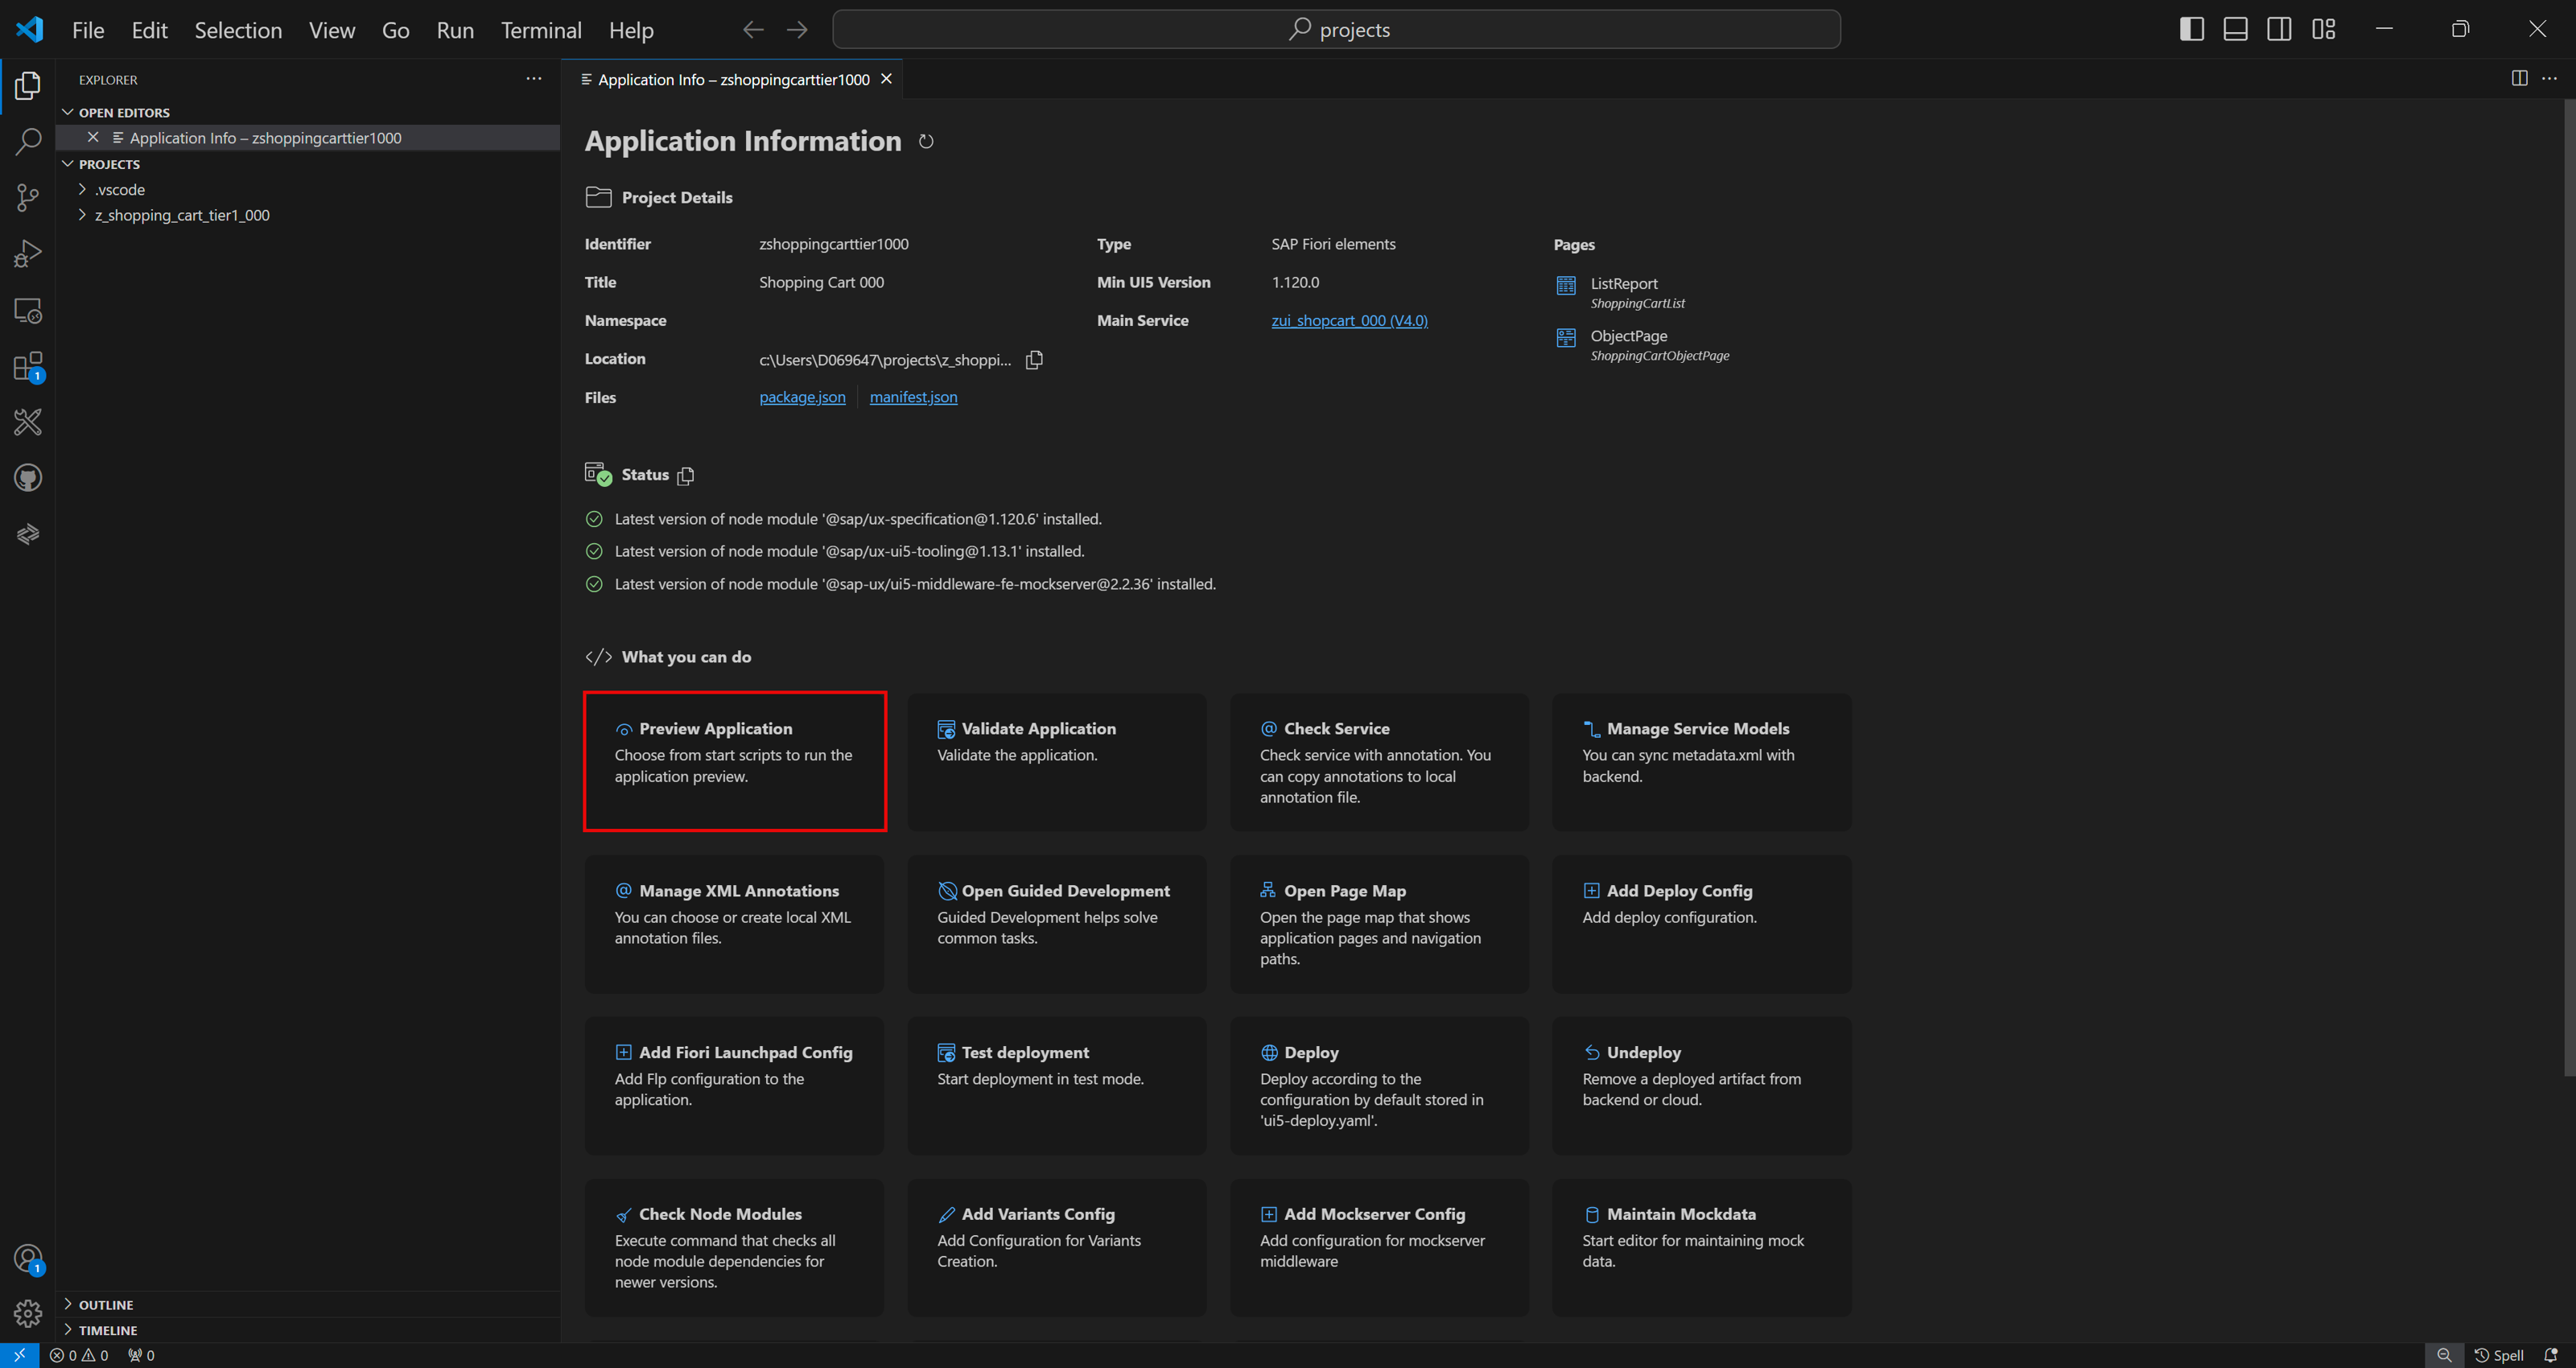 File Edit Selection View Go Run Terminal Help
projects
EXPLORER
OPEN EDITORS
Application Info – zshoppingcarttier1000
PROJECTS
.vscode
z_shopping_cart_tier1_000
1
1
OUTLINE
TIMELINE
Application Info – zshoppingcarttier1000
Application Information
Project Details
Identifier zshoppingcarttier1000 Type SAP Fiori elements Pages
Title Shopping Cart 000 Min UI5 Version 1.120.0 ListReport
ShoppingCartList
Namespace Main Service zui_shopcart_000 (V4.0) ObjectPage
ShoppingCartObjectPage
Location c:\Users\D069647\projects\z_shoppi...
Files package.json manifest.json
Status
Latest version of node module '@sap/ux-specification@1.120.6' installed.
Latest version of node module '@sap/ux-ui5-tooling@1.13.1' installed.
Latest version of node module '@sap-ux/ui5-middleware-fe-mockserver@2.2.36' installed.
</> What you can do
Preview Application
Choose from start scripts to run the
application preview.
Validate Application
Validate the application.
@ Check Service
Check service with annotation. You
can copy annotations to local
annotation file.
Manage Service Models
You can sync metadata.xml with
backend.
@ Manage XML Annotations
You can choose or create local XML
annotation files.
Open Guided Development
Guided Development helps solve
common tasks.
Open Page Map
Open the page map that shows
application pages and navigation
paths.
Add Deploy Config
Add deploy configuration.
Add Fiori Launchpad Config
Add Flp configuration to the
application.
Test deployment
Start deployment in test mode.
Deploy
Deploy according to the
configuration by default stored in
'ui5-deploy.yaml'.
Undeploy
Remove a deployed artifact from
backend or cloud.
Check Node Modules
Execute command that checks all
node module dependencies for
newer versions.
Add Variants Config
Add Configuration for Variants
Creation.
Add Mockserver Config
Add configuration for mockserver
middleware
Maintain Mockdata
Start editor for maintaining mock
data.
0 0 0 Spell